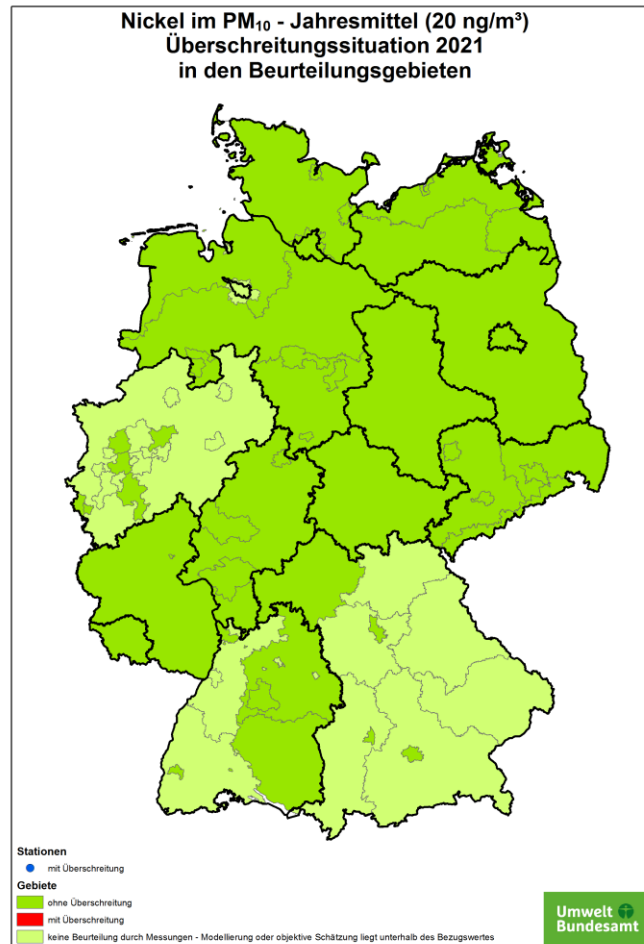 Nickel im PM₁₀ - Jahresmittel (20 ng/m³)
Überschreitungssituation 2021
in den Beurteilungsgebieten
Stationen
mit Überschreitung
Gebiete
ohne Überschreitung
mit Überschreitung
keine Beurteilung durch Messungen - Modellierung oder objektive Schätzung liegt unterhalb des Bezugswertes
Umwelt
Bundesamt